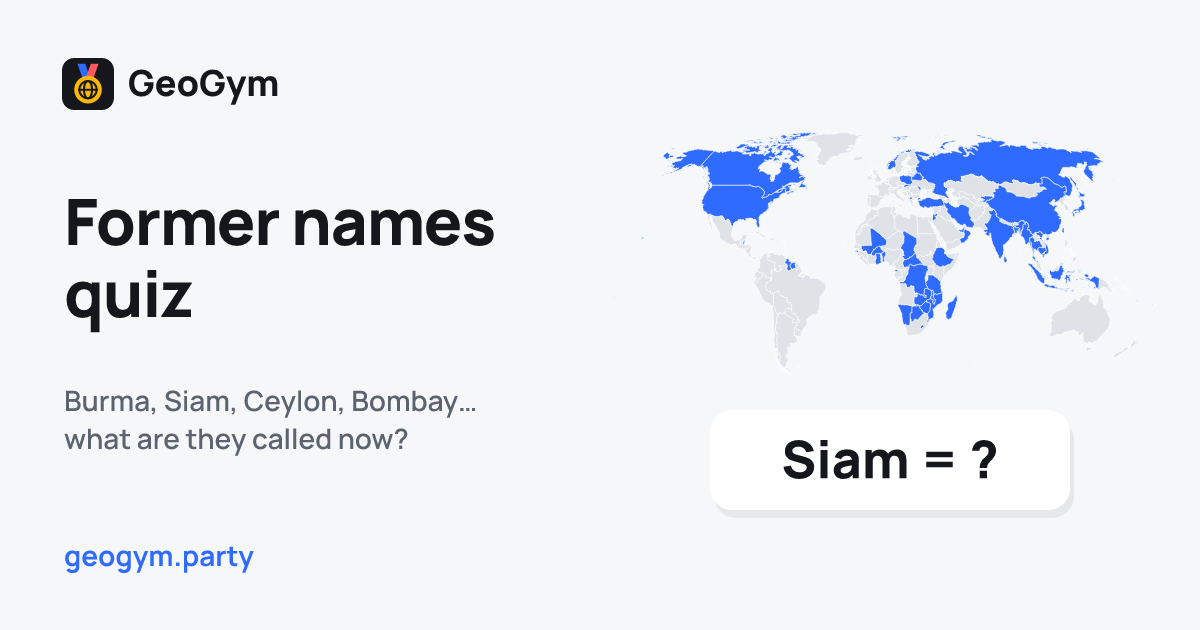 GeoGym
Former names
quiz
Burma, Siam, Ceylon, Bombay…
what are they called now?
Siam = ?
geogym.party